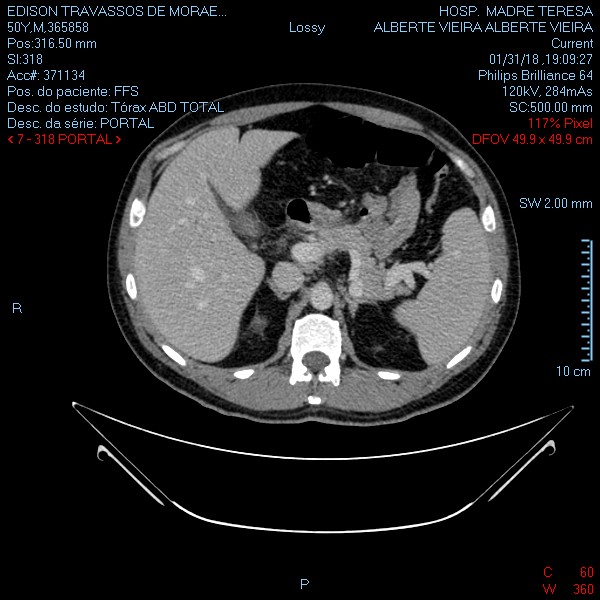 EDISON TRAVASSOS DE MORAE...
50Y,M,365858
Pos:316.50 mm
SI:318
Acc#: 371134
Pos. do paciente: FFS
Desc. do estudo: Tórax ABD TOTAL
Desc. da série: PORTAL
< 7 - 318 PORTAL >
Lossy
HOSP. MADRE TERESA
ALBERTE VIEIRA ALBERTE VIEIRA
Current
01/31/18 ,19:09:27
Philips Brilliance 64
120kV, 284mAs
SC:500.00 mm
117% Pixel
DFOV 49.9 x 49.9 cm
SW 2.00 mm
R
10 cm
P
C 60
W 360